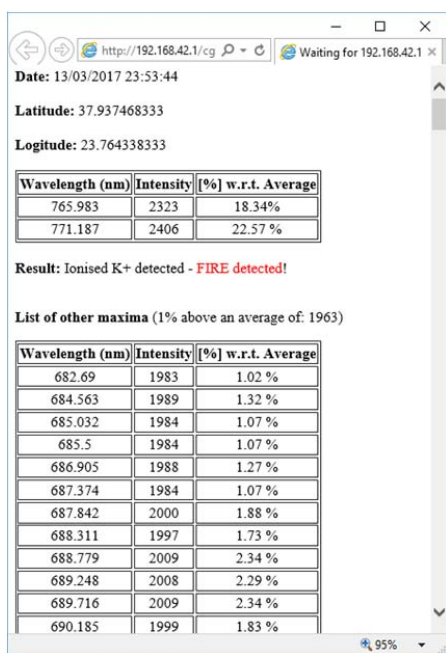 http://192.168.42.1/cg
Waiting for 192.168.42.1
Date: 13/03/2017 23:53:44
Latitude: 37.937468333
Logitude: 23.764338333
Wavelength (nm) Intensity [%] w.r.t. Average
765.983 2323 18.34%
771.187 2406 22.57 %
Result: Ionised K+ detected - FIRE detected!
List of other maxima (1% above an average of: 1963)
Wavelength (nm) Intensity [%] w.r.t. Average
682.69 1983 1.02 %
684.563 1989 1.32 %
685.032 1984 1.07 %
685.5 1984 1.07 %
686.905 1988 1.27 %
687.374 1984 1.07 %
687.842 2000 1.88 %
688.311 1997 1.73 %
688.779 2009 2.34 %
689.248 2008 2.29 %
689.716 2009 2.34 %
690.185 1999 1.83 %
95%